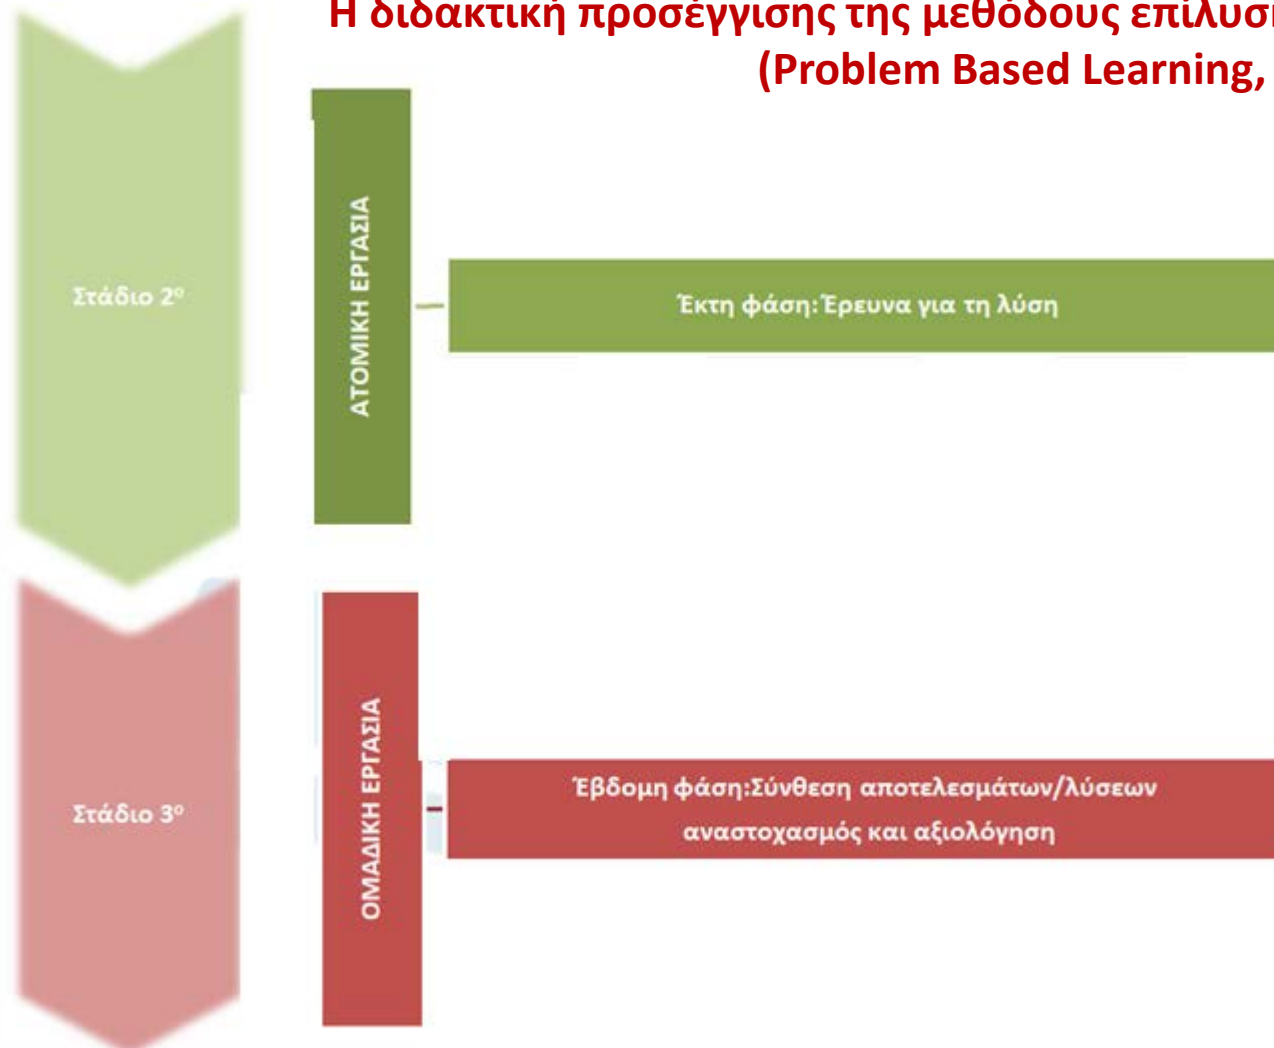 Η διδακτική προσέγγισης της μεθόδους
(Problem Based Learning,
Στάδιο 2ο
ΑΤΟΜΙΚΗ ΕΡΓΑΣΙΑ
Έκτη φάση:Έρευνα για τη λύση
Στάδιο 3ο
ΟΜΑΔΙΚΗ ΕΡΓΑΣΙΑ
Έβδομη φάση:Σύνθεση αποτελεσμάτων/λύσεων
αναστοχασμός και αξιολόγηση